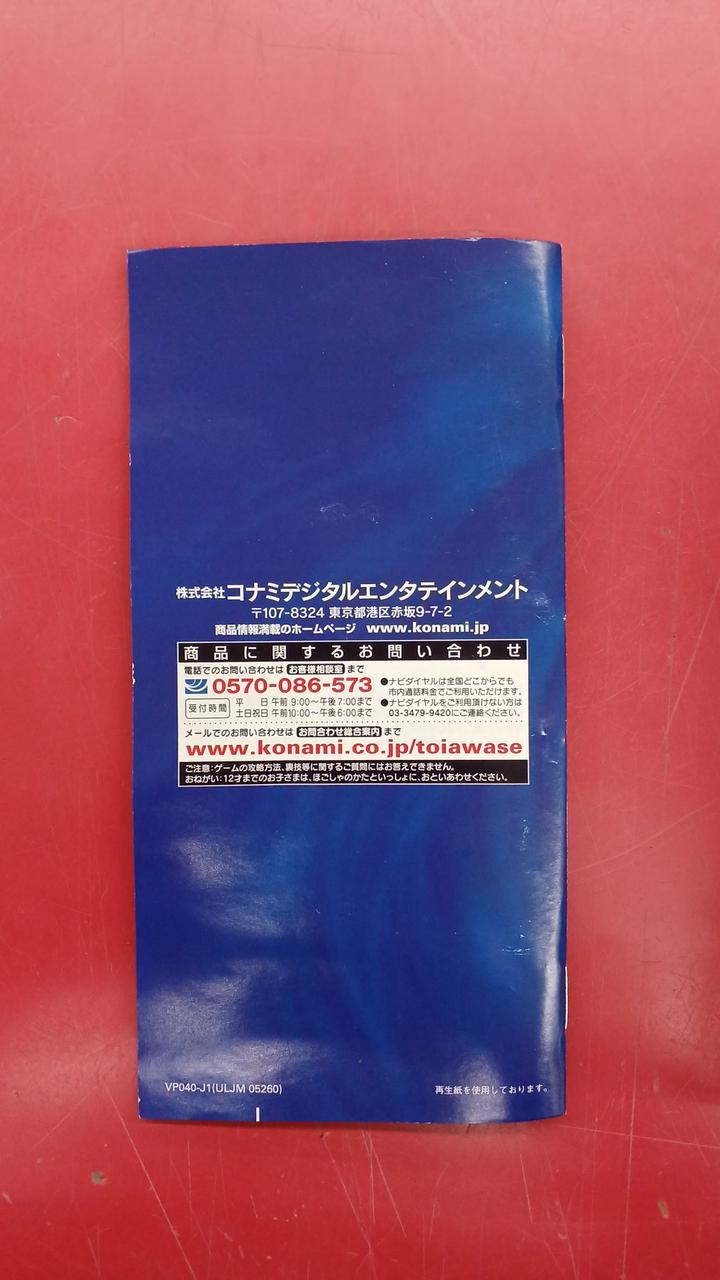 株式会社コナミデジタルエンタテインメント
〒107-8324 東京都港区赤坂9-7-2
商品情報満載のホームページ www.konami.jp
商品に関するお問い合わせ
電話でのお問い合わせは お客様相談室 まで
0570-086-573
受付時間 平 日 午前 9:00〜午後7:00まで
土日祝日 午前10:00〜午後6:00まで
●ナビダイヤルは全国どこからでも
市内通話料金でご利用いただけます。
●ナビダイヤルをご利用頂けない方は
03-3479-9420にご連絡ください。
メールでのお問い合わせは お問合わせ総合案内 まで
www.konami.co.jp/toiawase
ご注意:ゲームの攻略方法、裏技等に関するご質問にはお答えできません。
おねがい:12才までのお子さまは、ほごしゃのかたといっしょに、おといあわせください。
VP040-J1(ULJM 05260)
再生紙を使用しております。